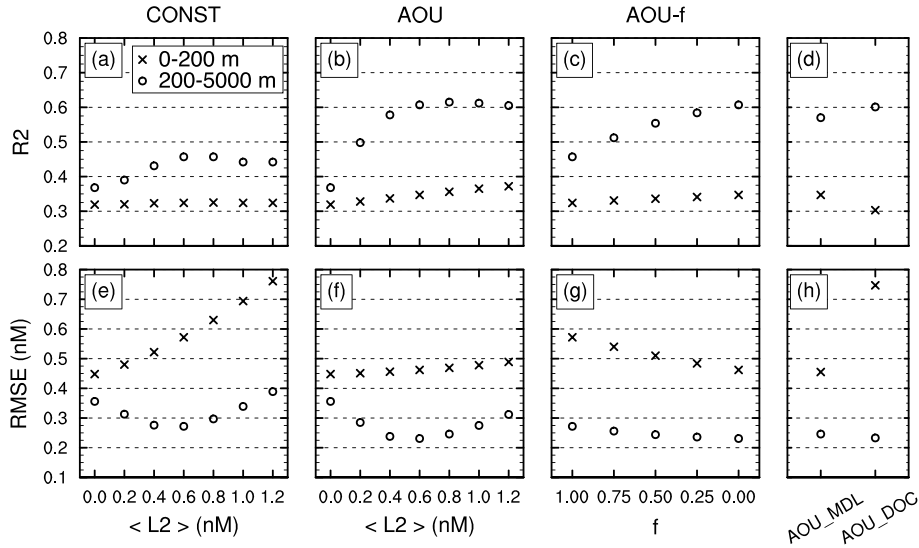 CONST AOU AOU-f
0.8 (a) × 0-200 m (b) (c) (d)
0.7 ○ 200-5000 m
0.6
R2 0.5
0.4
0.3
0.2
0.8 (e) (f) (g) (h)
0.7
0.6
0.5
RMSE (nM)
0.4
0.3
0.2
0.1
0.0 0.2 0.4 0.6 0.8 1.0 1.2 0.0 0.2 0.4 0.6 0.8 1.0 1.2 1.00 0.75 0.50 0.25 0.00 AOU_MDL AOU_DOC
< L2 > (nM) < L2 > (nM) f